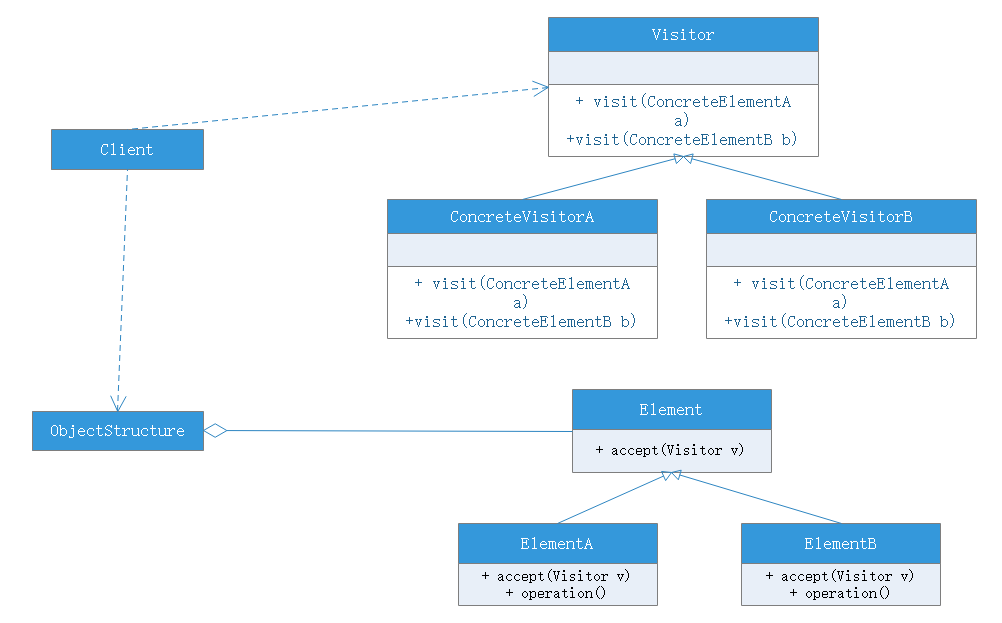 Visitor
+ visit(ConcreteElementA
a)
+visit(ConcreteElementB b)
Client
ConcreteVisitorA
+ visit(ConcreteElementA
a)
+visit(ConcreteElementB b)
ConcreteVisitorB
+ visit(ConcreteElementA
a)
+visit(ConcreteElementB b)
ObjectStructure
Element
+ accept(Visitor v)
ElementA
+ accept(Visitor v)
+ operation()
ElementB
+ accept(Visitor v)
+ operation()